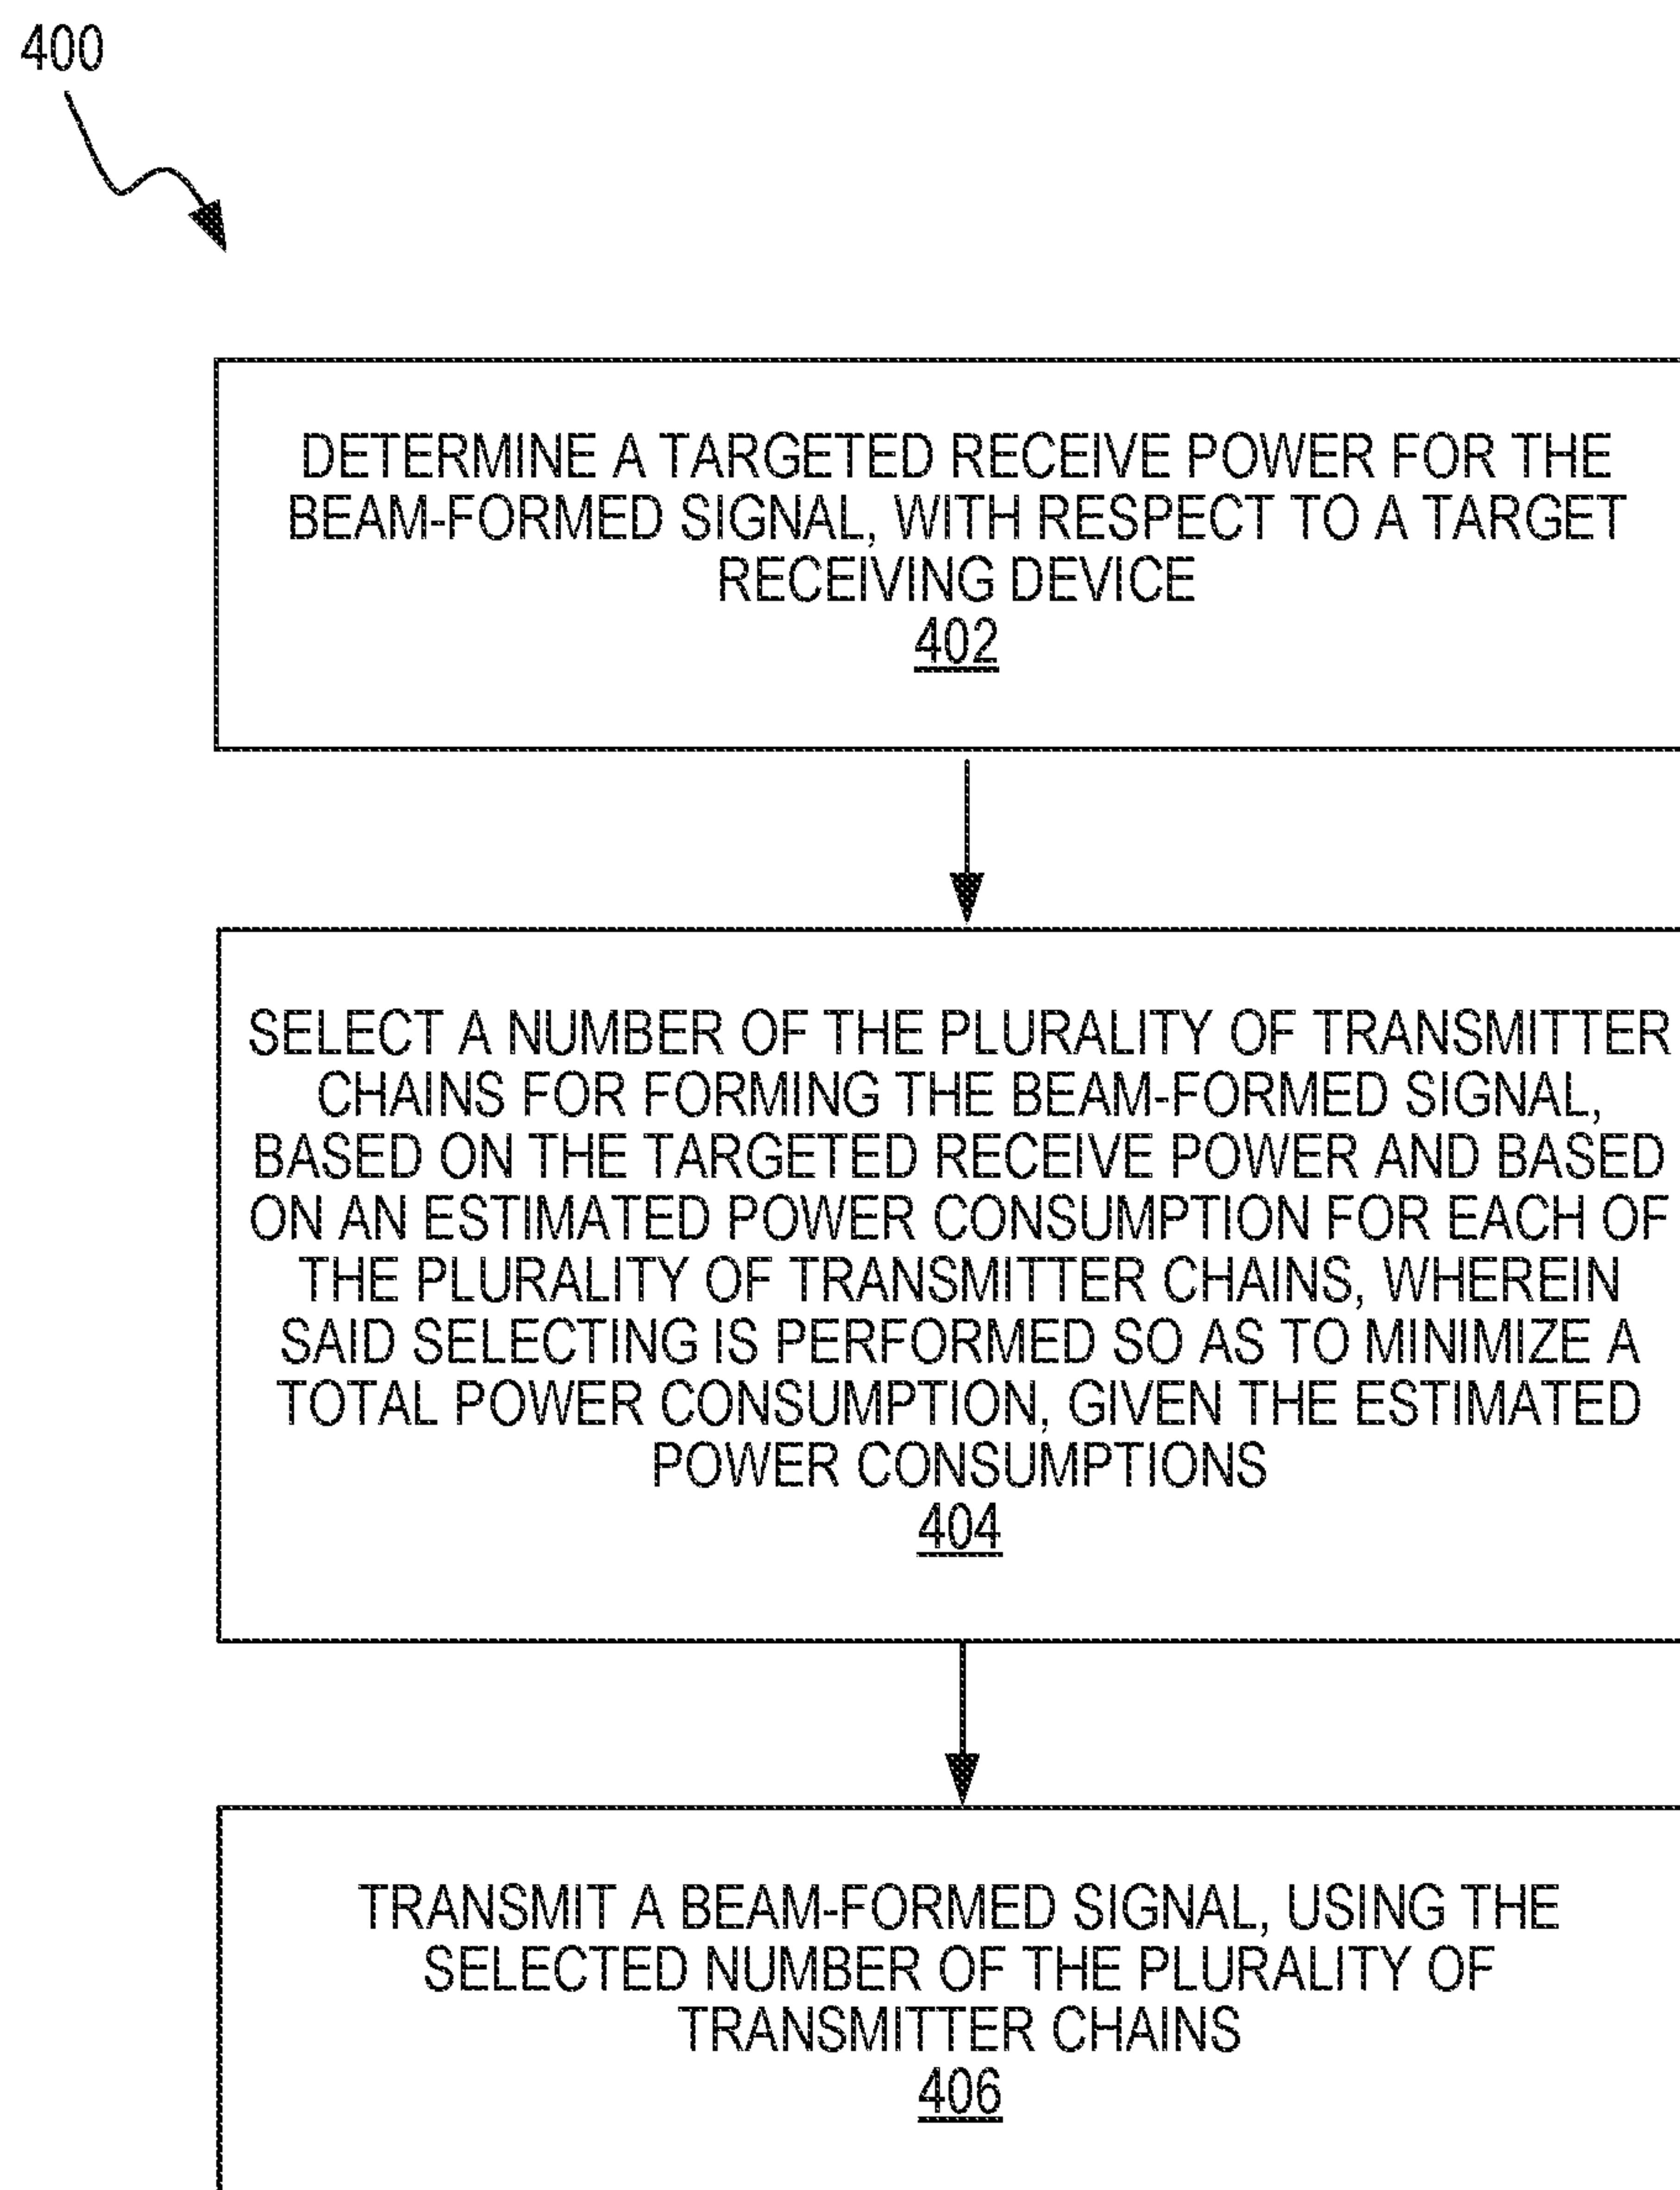 400
DETERMINE A TARGETED RECEIVE POWER FOR THE
BEAM-FORMED SIGNAL, WITH RESPECT TO A TARGET
RECEIVING DEVICE
402
SELECT A NUMBER OF THE PLURALITY OF TRANSMITTER
CHAINS FOR FORMING THE BEAM-FORMED SIGNAL,
BASED ON THE TARGETED RECEIVE POWER AND BASED
ON AN ESTIMATED POWER CONSUMPTION FOR EACH OF
THE PLURALITY OF TRANSMITTER CHAINS, WHEREIN
SAID SELECTING IS PERFORMED SO AS TO MINIMIZE A
TOTAL POWER CONSUMPTION, GIVEN THE ESTIMATED
POWER CONSUMPTIONS
404
TRANSMIT A BEAM-FORMED SIGNAL, USING THE
SELECTED NUMBER OF THE PLURALITY OF
TRANSMITTER CHAINS
406